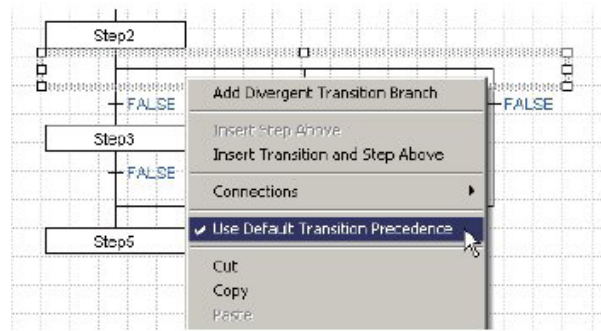 Step2
Add Divergent Transition Branch
FALSE
FALSE
Insert Step Above
Step3
Insert Transition and Step Above
FALSE
Connections
Use Default Transition Precedence
Step5
Cut
Copy
Paste